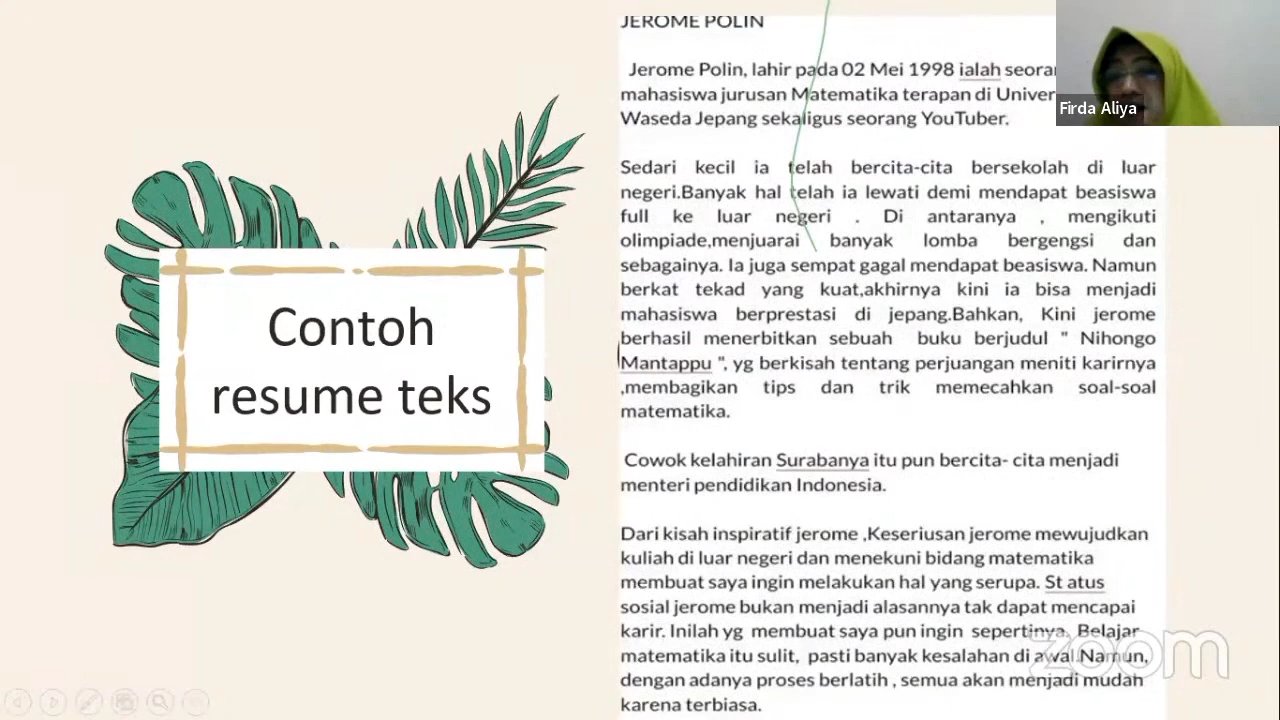 Contoh
resume teks
JEROME POLIN
Jerome Polin, lahir pada 02 Mei 1998 ialah
mahasiswa jurusan Matematika terapan di
Waseda Jepang sekaligus seorang YouTuber.
Sedari kecil ia telah bercita-cita bersekolah di luar
negeri.Banyak hal telah ia lewati demi mendapat beasiswa
full ke luar negeri . Di antaranya , mengikuti
olimpiade,menjuarai banyak lomba bergengsi dan
sebagainya. Ia juga sempat gagal mendapat beasiswa. Namun
berkat tekad yang kuat,akhirnya kini ia bisa menjadi
mahasiswa berprestasi di jepang.Bahkan, Kini jerome
berhasil menerbitkan sebuah buku berjudul " Nihongo
Mantappu ", yg berkisah tentang perjuangan meniti karirnya
,membagikan tips dan trik memecahkan soal-soal
matematika.
Cowok kelahiran Surabanya itu pun bercita- cita menjadi
menteri pendidikan Indonesia.
Dari kisah inspiratif jerome ,Keseriusan jerome mewujudkan
kuliah di luar negeri dan menekuni bidang matematika
membuat saya ingin melakukan hal yang serupa. St atus
sosial jerome bukan menjadi alasannya tak dapat mencapai
karir. Inilah yg membuat saya pun ingin sepertinya. Belajar
matematika itu sulit, pasti banyak kesalahan di awal.Namun,
dengan adanya proses berlatih , semua akan menjadi mudah
karena terbiasa.
Firda Aliya
zoom